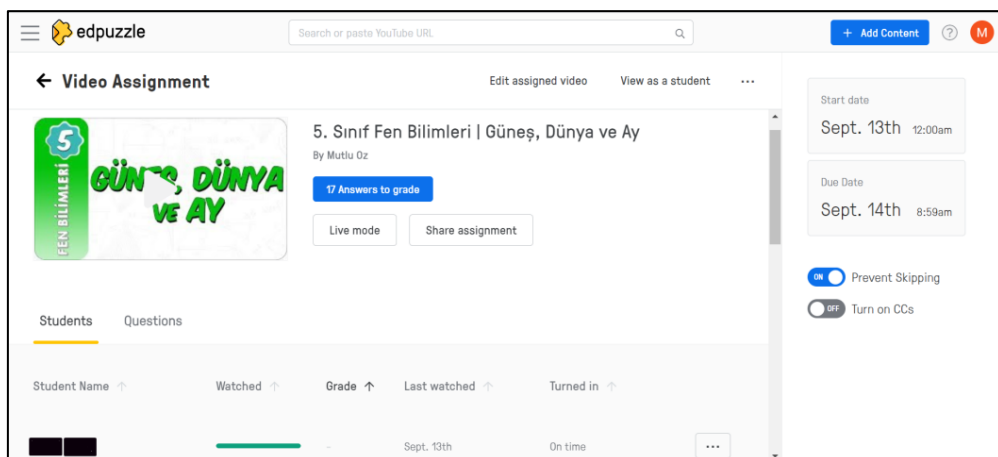 edpuzzle
Search or paste YouTube URL
+ Add Content
?
M
← Video Assignment
Edit assigned video
View as a student
...
5
FEN BİLİMLERİ
GÜNEŞ, DÜNYA
VE AY
5. Sınıf Fen Bilimleri | Güneş, Dünya ve Ay
By Mutlu Oz
17 Answers to grade
Live mode
Share assignment
Start date
Sept. 13th 12:00am
Due Date
Sept. 14th 8:59am
ON Prevent Skipping
OFF Turn on CCs
Students
Questions
Student Name ↑
Watched ↑
Grade ↑
Last watched ↑
Turned in ↑
-
Sept. 13th
On time
...